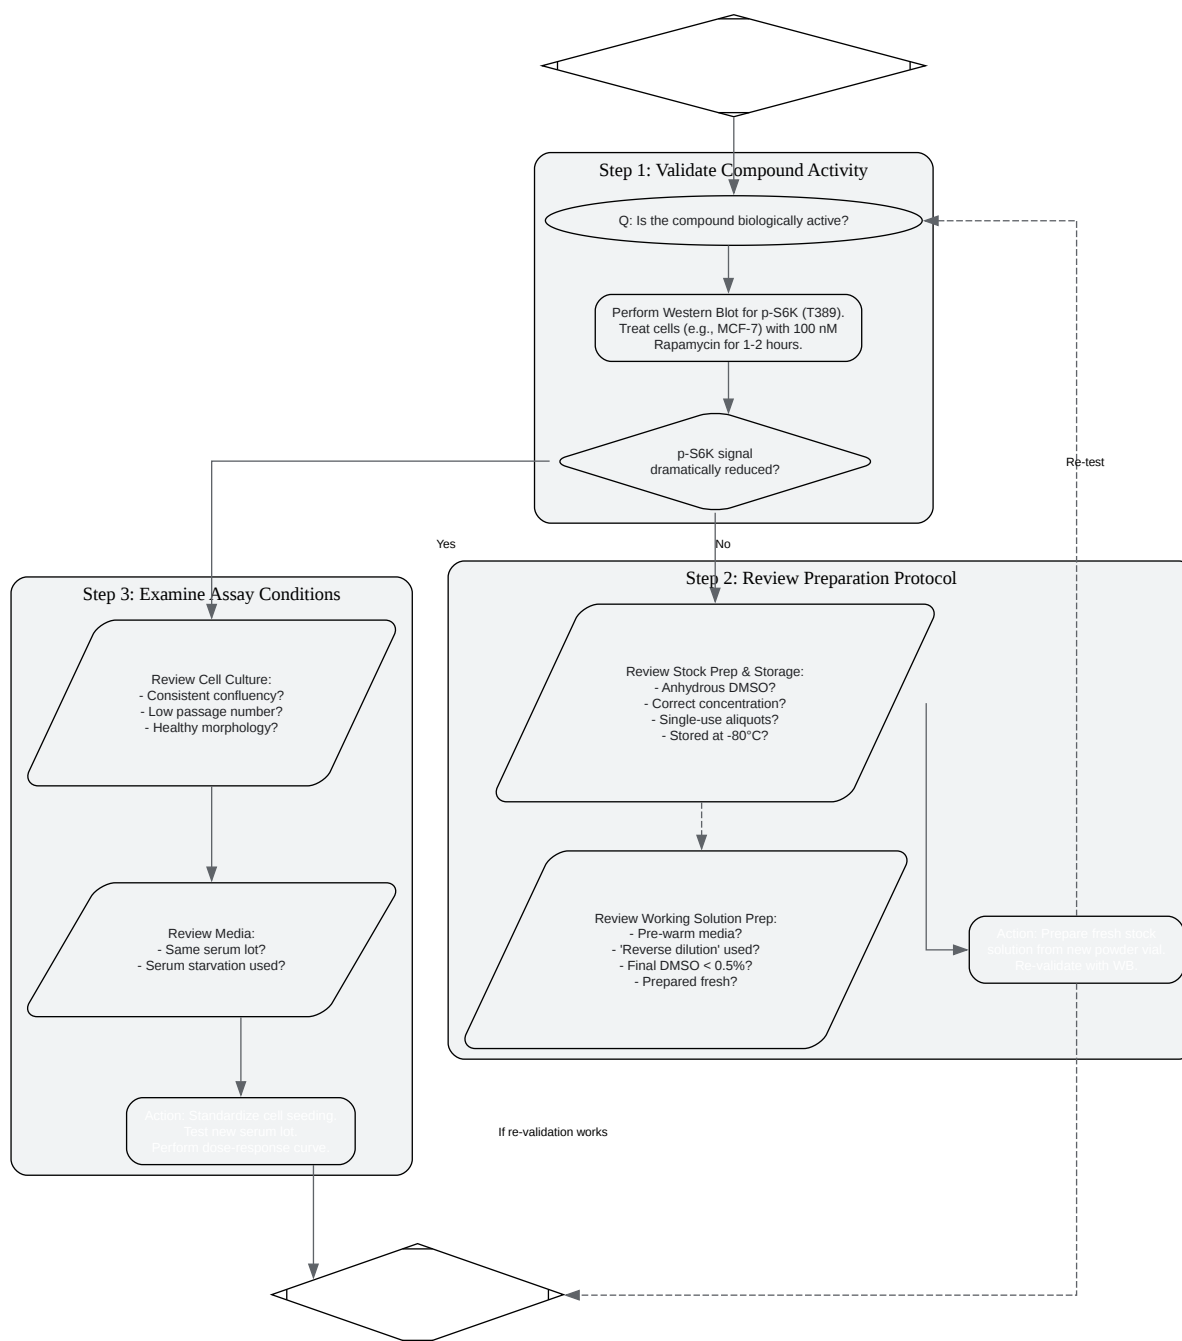 Step 1: Validate Compound Activity
Q: Is the compound biologically active?
Perform Western Blot for p-S6K (T389).
Treat cells (e.g., MCF-7) with 100 nM
Rapamycin for 1-2 hours.
p-S6K signal
dramatically reduced?
Re-test
Yes
No
Step 2: Review Preparation Protocol
Review Stock Prep & Storage:
- Anhydrous DMSO?
- Correct concentration?
- Single-use aliquots?
- Stored at -80°C?
Review Working Solution Prep:
- Pre-warm media?
- 'Reverse dilution' used?
- Final DMSO < 0.5%?
- Prepared fresh?
Action: Prepare fresh stock
solution from new powder vial.
Re-validate with WB.
Step 3: Examine Assay Conditions
Review Cell Culture:
- Consistent confluency?
- Low passage number?
- Healthy morphology?
Review Media:
- Same serum lot?
- Serum starvation used?
Action: Standardize cell seeding.
Test new serum lot.
Perform dose-response curve.
If re-validation works